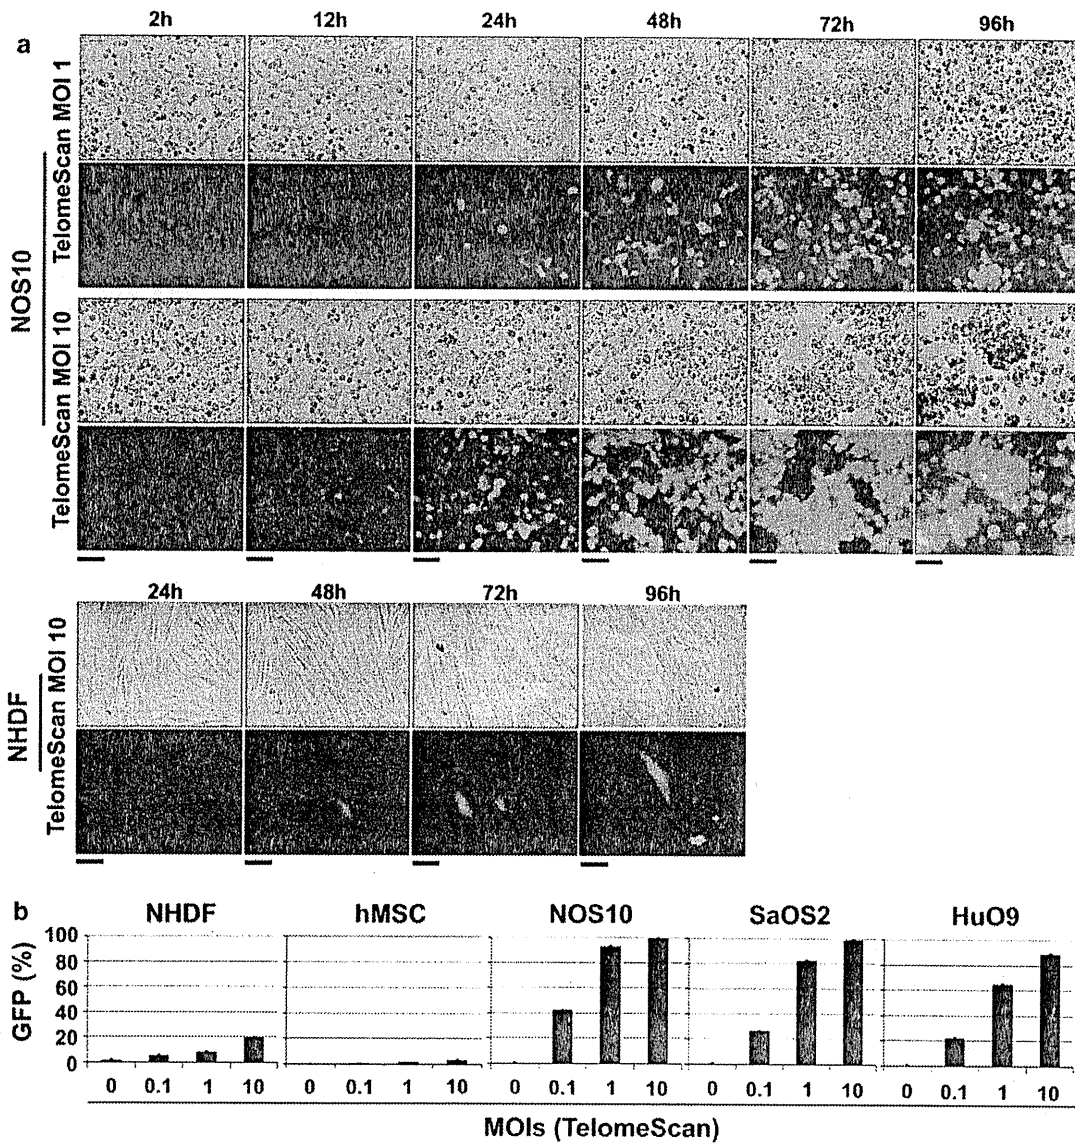 2h 12h 24h 48h 72h 96h
a
NOS10
TelomeScan MOI 1
TelomeScan MOI 10
24h 48h 72h 96h
NHDF
TelomeScan MOI 10
b
NHDF hMSC NOS10 SaOS2 HuO9
GFP (%)
100
80
60
40
20
0
0 0.1 1 10 0 0.1 1 10 0 0.1 1 10 0 0.1 1 10 0 0.1 1 10
MOIs (TelomeScan)